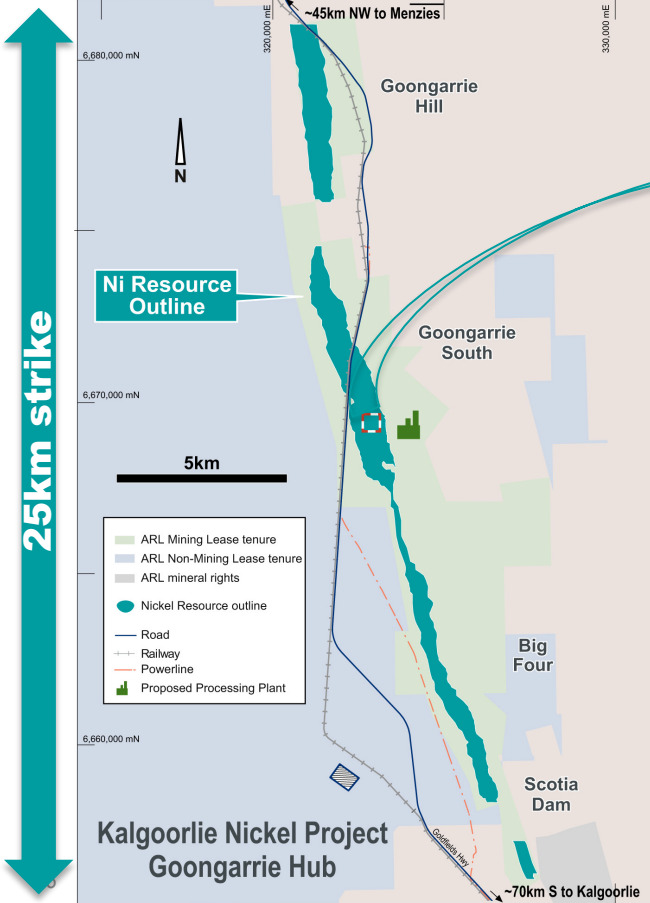 ~45km NW to Menzies
320,000 mE
330,000 mE
6,680,000 mN
Goongarrie
Hill
N
Ni Resource
Outline
Goongarrie
South
6,670,000 mN
25km strike
5km
ARL Mining Lease tenure
ARL Non-Mining Lease tenure
ARL mineral rights
Nickel Resource outline
Road
Railway
Powerline
Proposed Processing Plant
Big
Four
6,660,000 mN
Scotia
Dam
Kalgoorlie Nickel Project
Goongarrie Hub
Goldfields Hwy
~70km S to Kalgoorlie